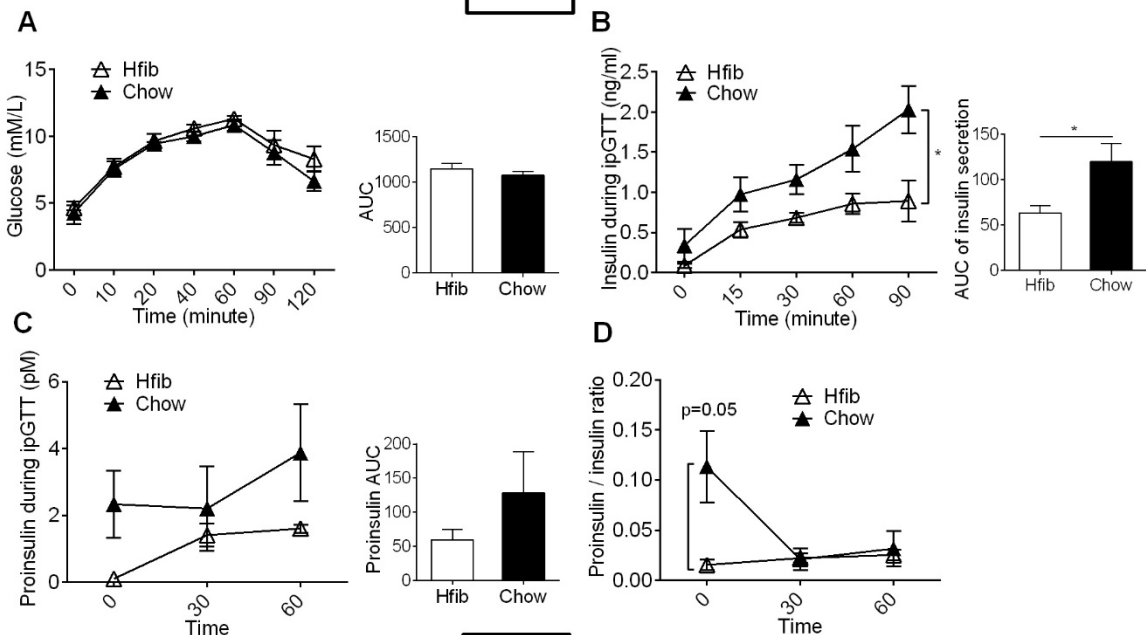 A
Glucose (mM/L)
15
10
5
0
Hfib
Chow
0 10 20 40 60 90 120
Time (minute)
AUC
1500
1000
500
0
Hfib Chow
B
Insulin during ipGTT (ng/ml)
2.5
2.0
1.5
1.0
0.5
0.0
Hfib
Chow
*
0 15 30 60 90
Time (minute)
AUC of insulin secretion
150
100
50
0
*
Hfib Chow
C
Proinsulin during ipGTT (pM)
6
4
2
0
Hfib
Chow
0 30 60
Time
Proinsulin AUC
200
150
100
50
0
Hfib Chow
D
Proinsulin / insulin ratio
0.20
0.15
0.10
0.05
0.00
p=0.05
Hfib
Chow
0 30 60
Time